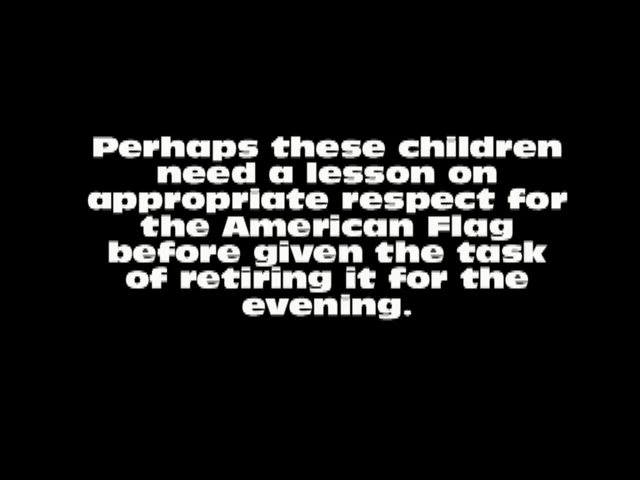 Perhaps these children
need a lesson on
appropriate respect for
the American Flag
before given the task
of retiring it for the
evening.